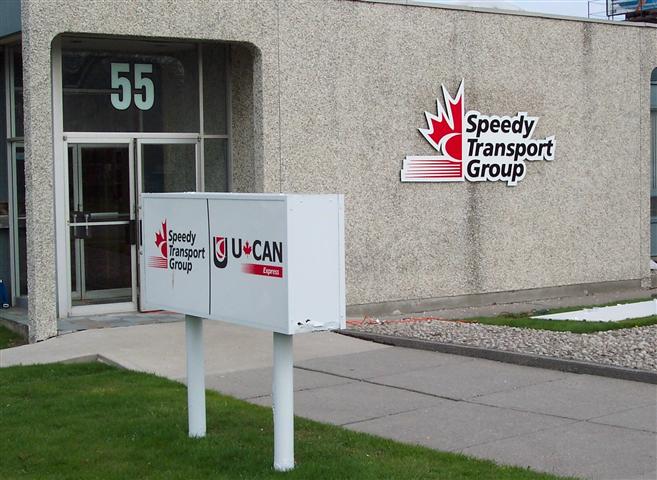 55
Speedy
Transport
Group
Speedy
Transport
Group
U CAN
Express